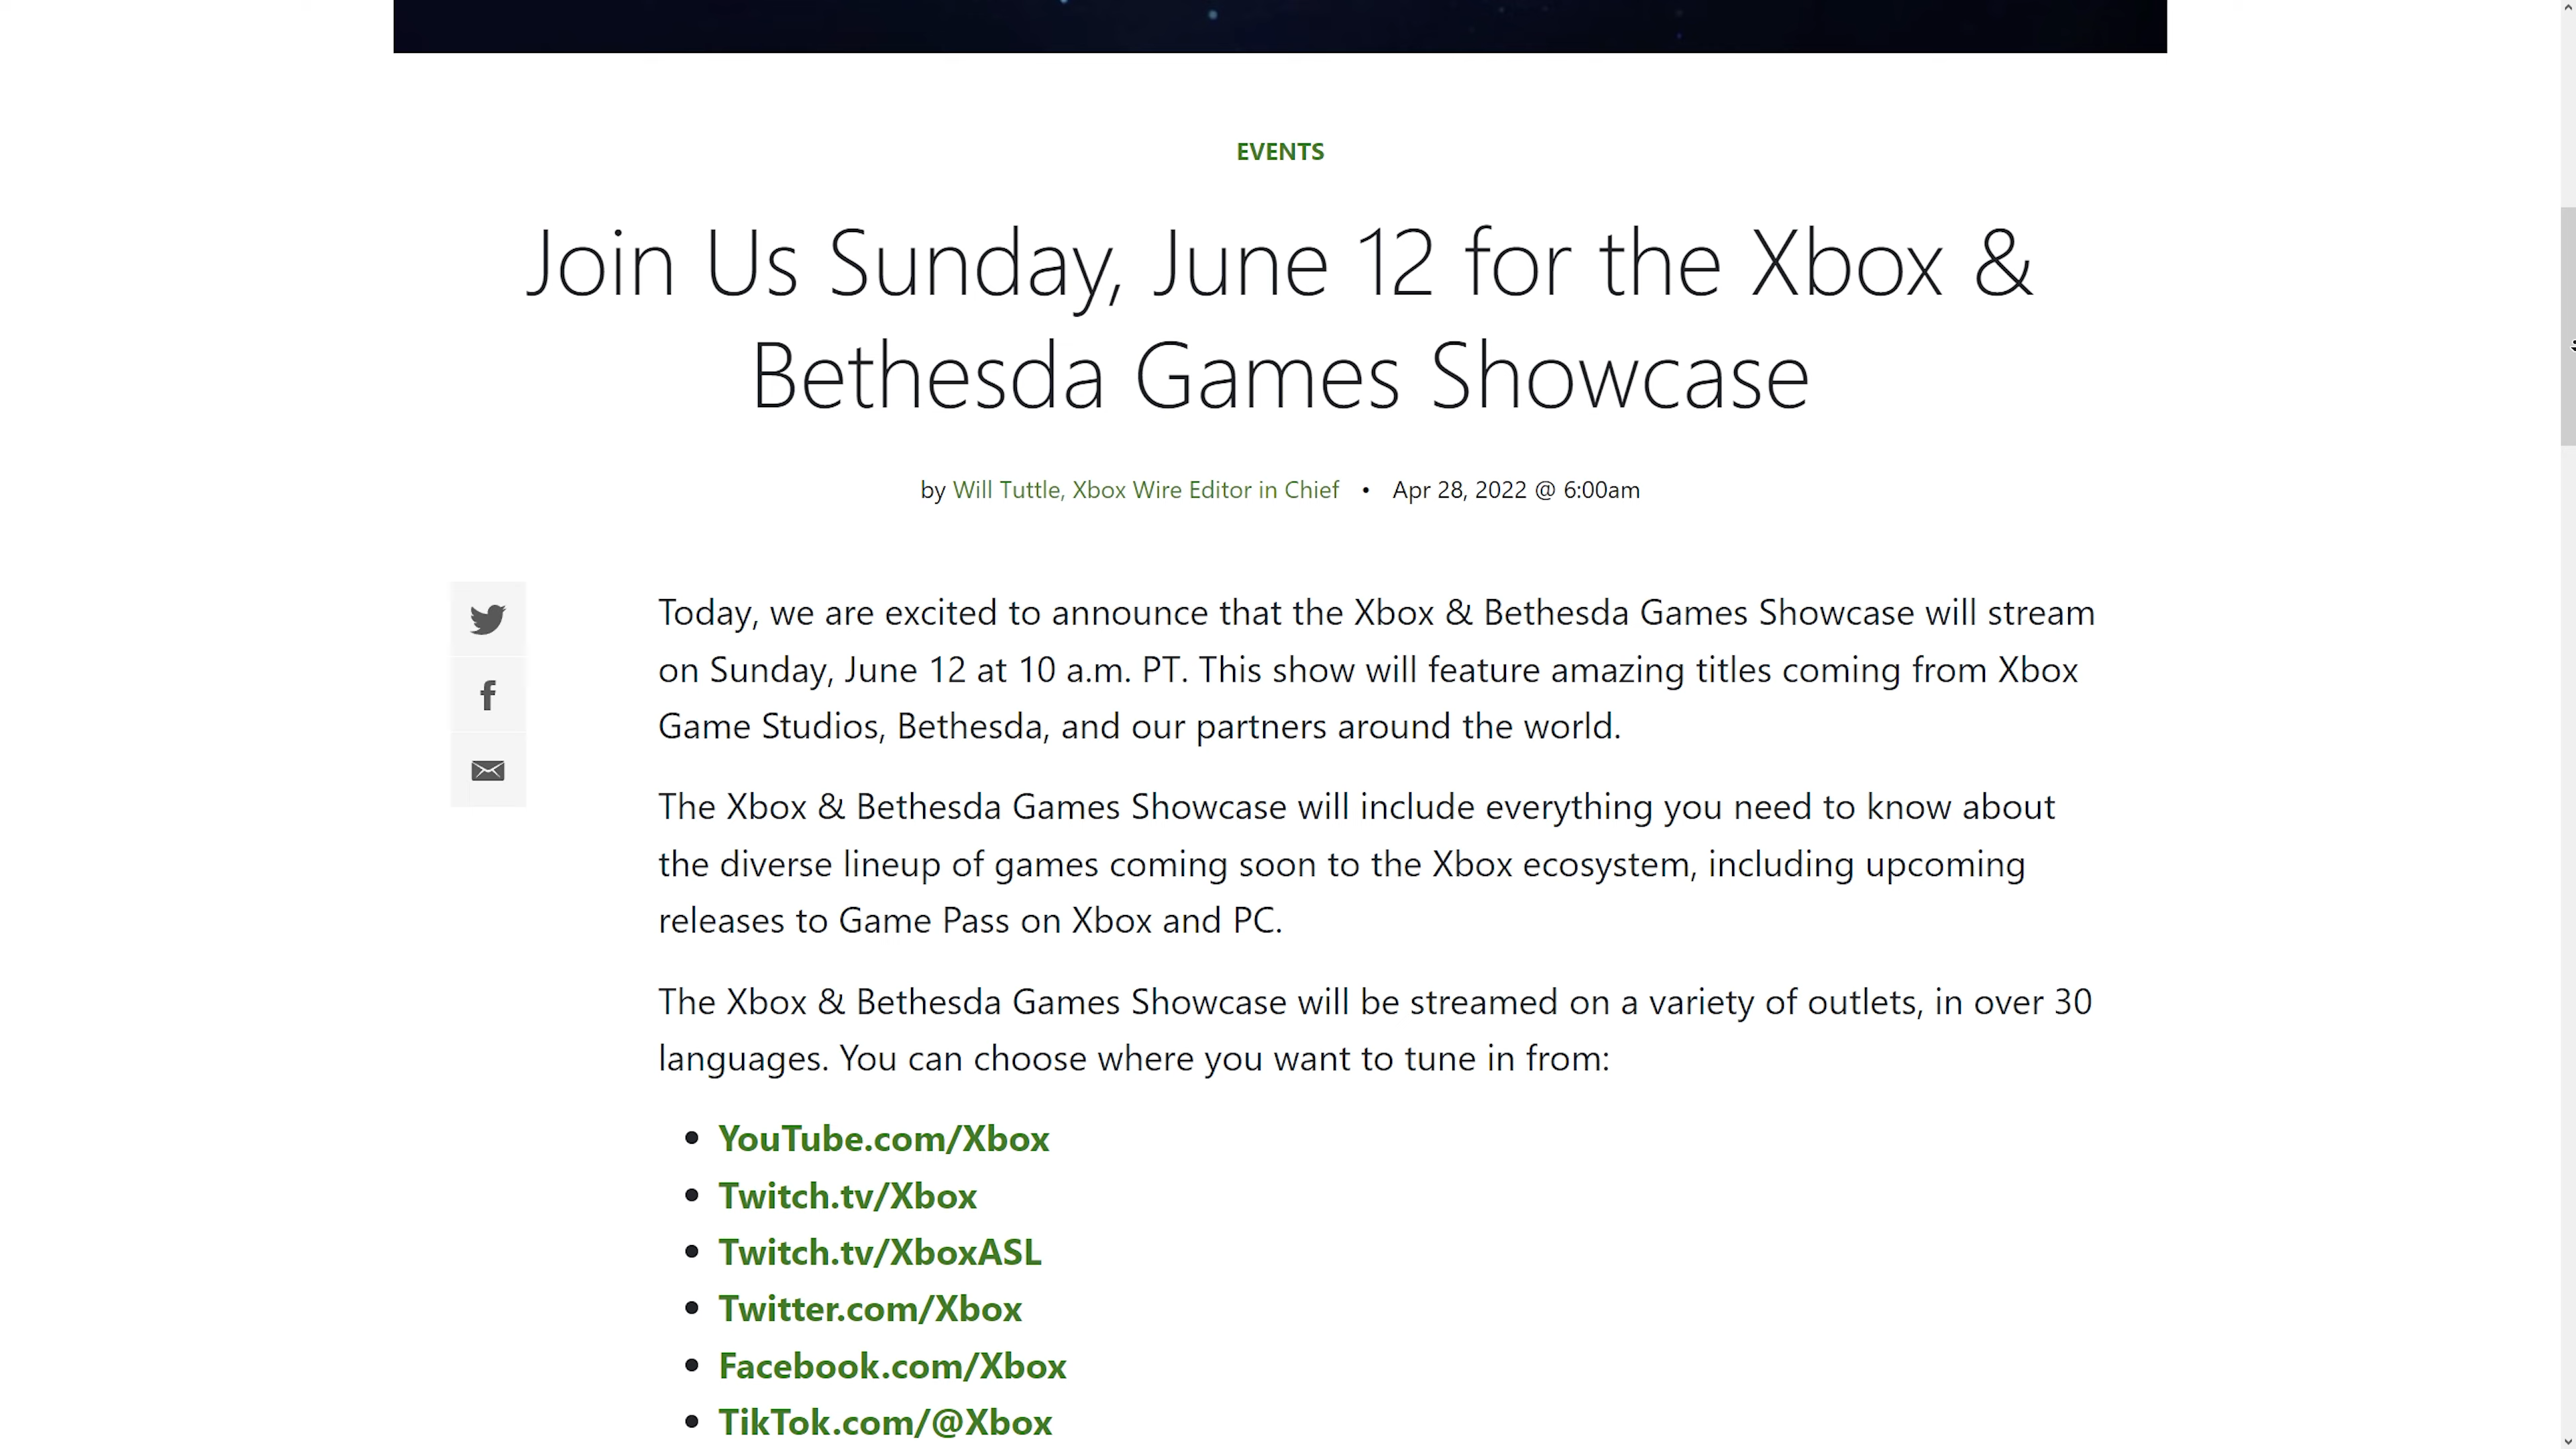 EVENTS
Join Us Sunday, June 12 for the Xbox &
Bethesda Games Showcase
by Will Tuttle, Xbox Wire Editor in Chief • Apr 28, 2022 @ 6:00am
Today, we are excited to announce that the Xbox & Bethesda Games Showcase will stream
on Sunday, June 12 at 10 a.m. PT. This show will feature amazing titles coming from Xbox
Game Studios, Bethesda, and our partners around the world.
The Xbox & Bethesda Games Showcase will include everything you need to know about
the diverse lineup of games coming soon to the Xbox ecosystem, including upcoming
releases to Game Pass on Xbox and PC.
The Xbox & Bethesda Games Showcase will be streamed on a variety of outlets, in over 30
languages. You can choose where you want to tune in from:
• YouTube.com/Xbox
• Twitch.tv/Xbox
• Twitch.tv/XboxASL
• Twitter.com/Xbox
• Facebook.com/Xbox
• TikTok.com/@Xbox